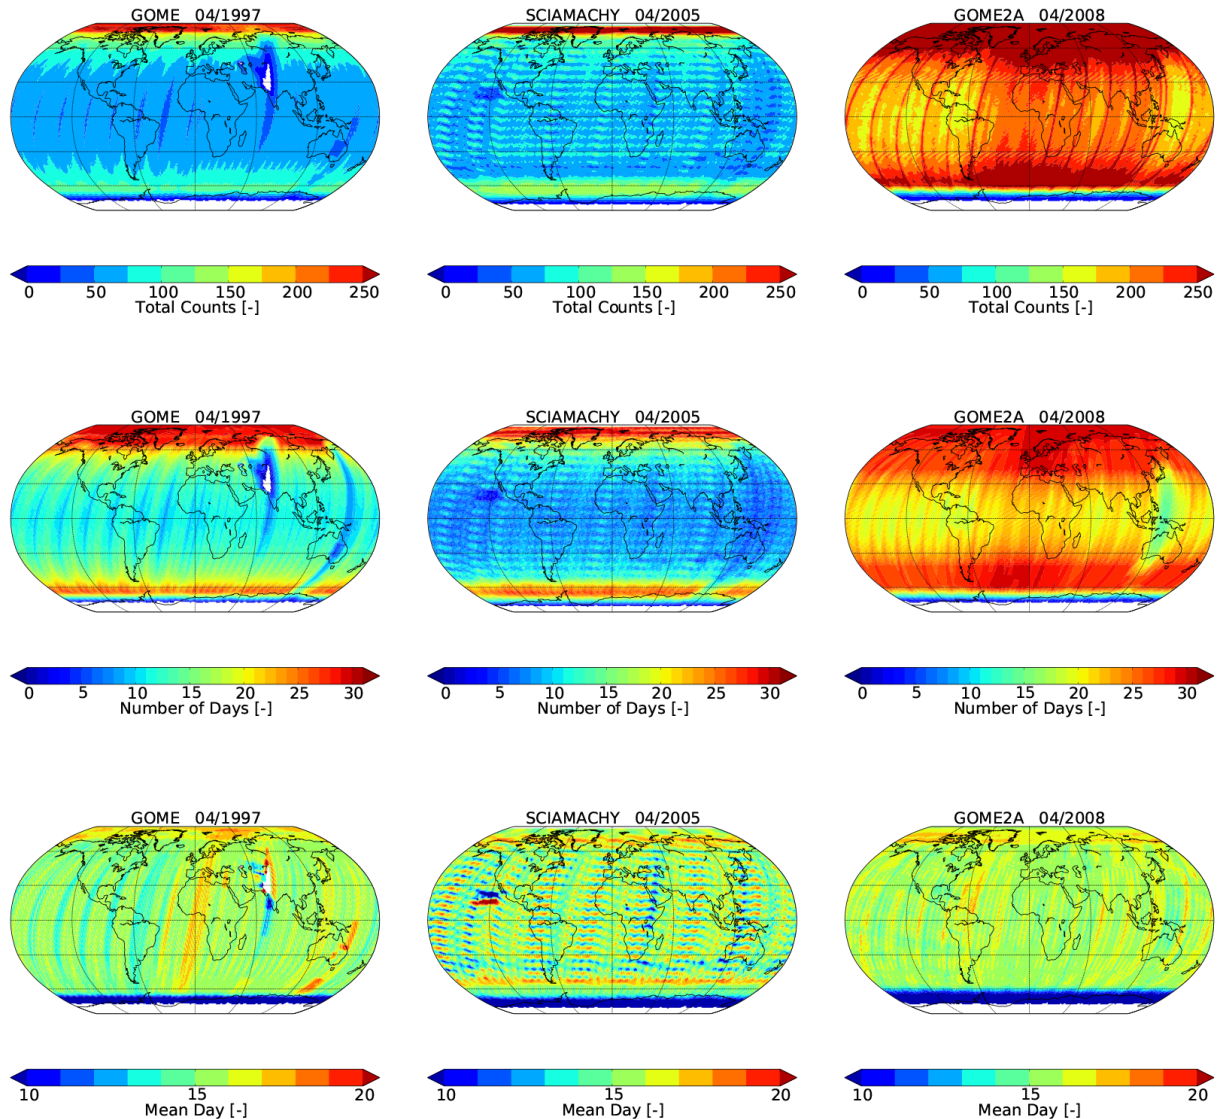 GOME 04/1997
SCIAMACHY 04/2005
GOME2A 04/2008
0 50 100 150 200 250
Total Counts [-]
0 50 100 150 200 250
Total Counts [-]
0 50 100 150 200 250
Total Counts [-]
GOME 04/1997
SCIAMACHY 04/2005
GOME2A 04/2008
0 5 10 15 20 25 30
Number of Days [-]
0 5 10 15 20 25 30
Number of Days [-]
0 5 10 15 20 25 30
Number of Days [-]
GOME 04/1997
SCIAMACHY 04/2005
GOME2A 04/2008
10 15 20
Mean Day [-]
10 15 20
Mean Day [-]
10 15 20
Mean Day [-]